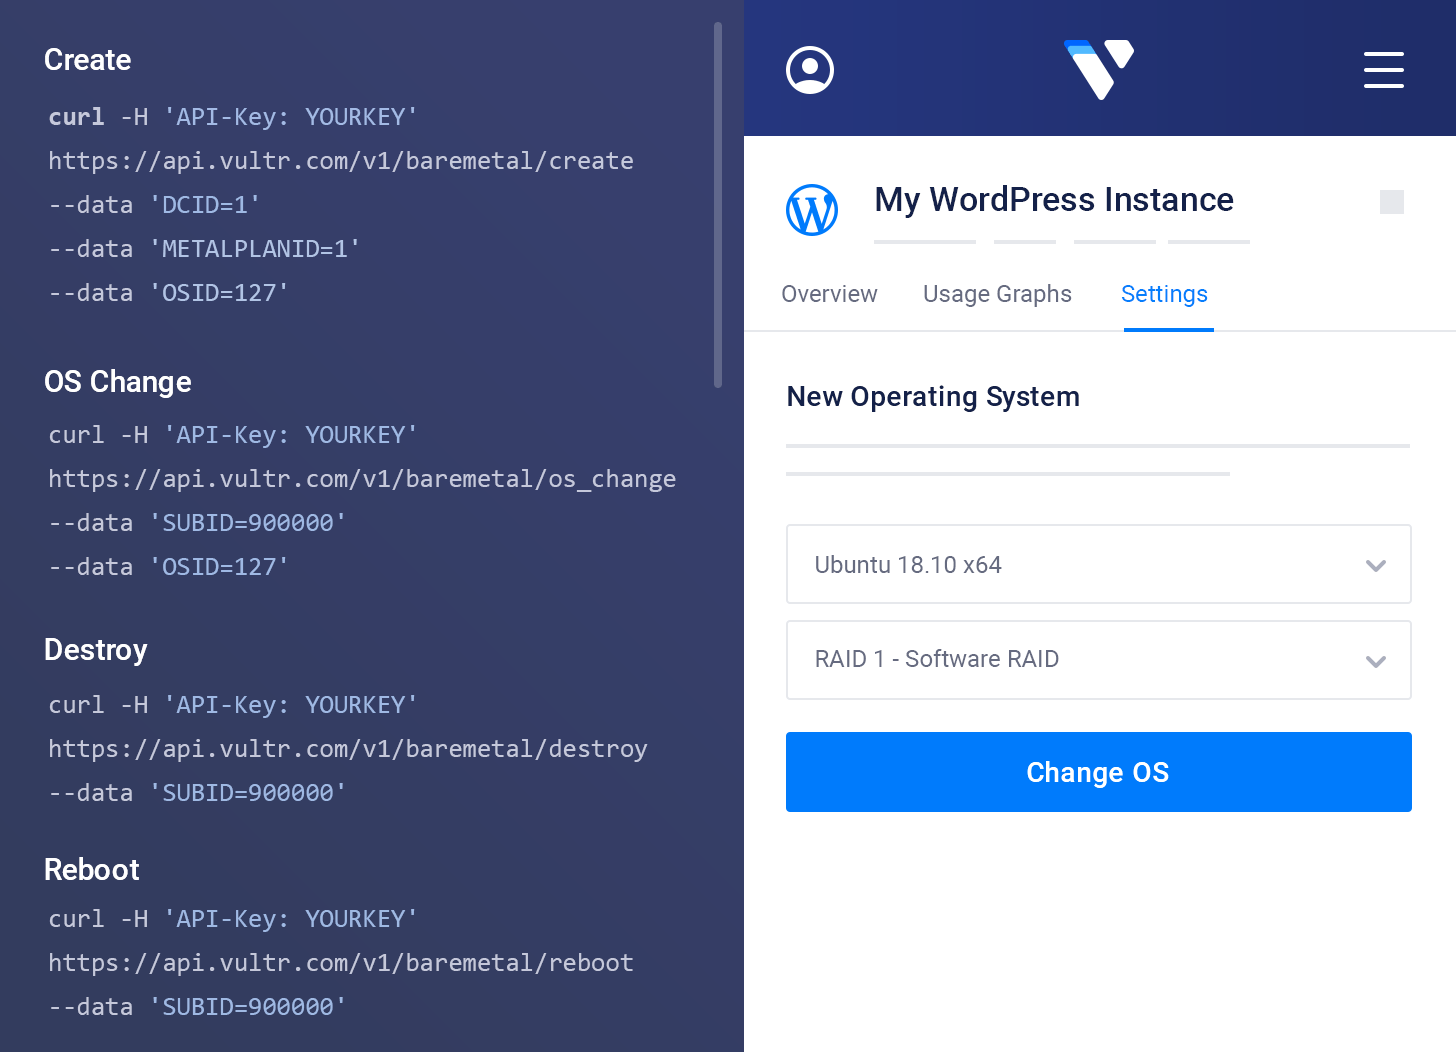 Create
curl -H 'API-Key: YOURKEY'
https://api.vultr.com/v1/baremetal/create
--data 'DCID=1'
--data 'METALPLANID=1'
--data 'OSID=127'
OS Change
curl -H 'API-Key: YOURKEY'
https://api.vultr.com/v1/baremetal/os_change
--data 'SUBID=900000'
--data 'OSID=127'
Destroy
curl -H 'API-Key: YOURKEY'
https://api.vultr.com/v1/baremetal/destroy
--data 'SUBID=900000'
Reboot
curl -H 'API-Key: YOURKEY'
https://api.vultr.com/v1/baremetal/reboot
--data 'SUBID=900000'
My WordPress Instance
Overview Usage Graphs Settings
New Operating System
Ubuntu 18.10 x64
RAID 1 - Software RAID
Change OS